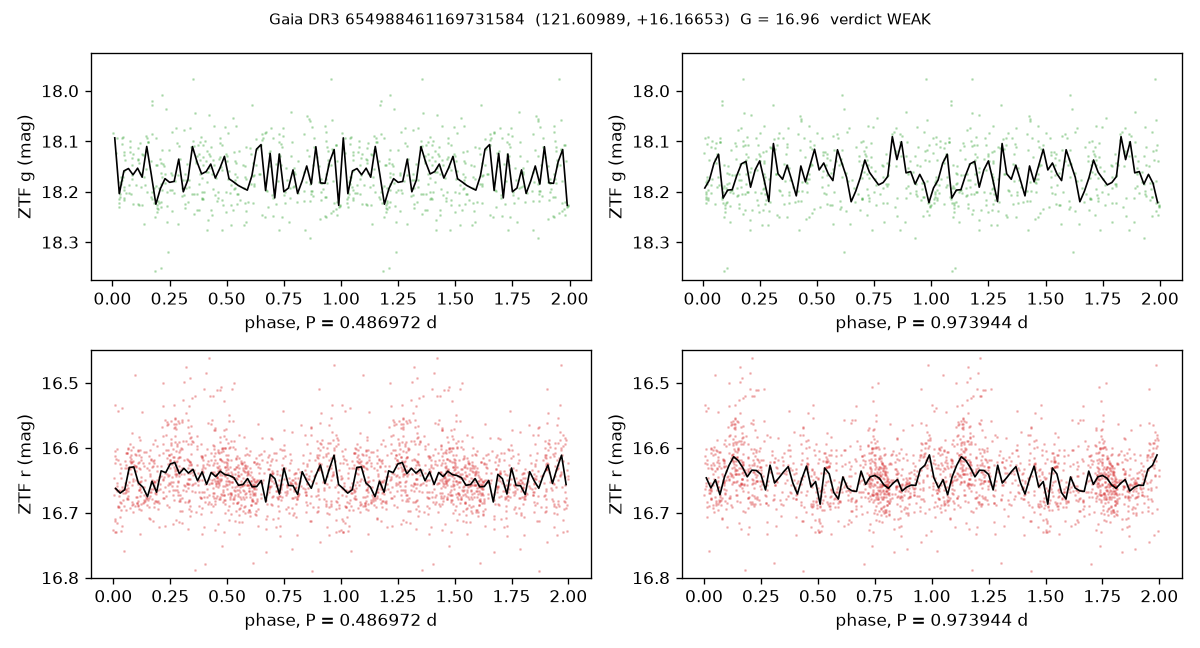 Gaia DR3 654988461169731584 (121.60989, +16.16653) G = 16.96 verdict WEAK
ZTF g (mag)
18.0
18.1
18.2
18.3
0.00 0.25 0.50 0.75 1.00 1.25 1.50 1.75 2.00
phase, P = 0.486972 d
ZTF g (mag)
18.0
18.1
18.2
18.3
0.00 0.25 0.50 0.75 1.00 1.25 1.50 1.75 2.00
phase, P = 0.973944 d
ZTF r (mag)
16.5
16.6
16.7
16.8
0.00 0.25 0.50 0.75 1.00 1.25 1.50 1.75 2.00
phase, P = 0.486972 d
ZTF r (mag)
16.5
16.6
16.7
16.8
0.00 0.25 0.50 0.75 1.00 1.25 1.50 1.75 2.00
phase, P = 0.973944 d